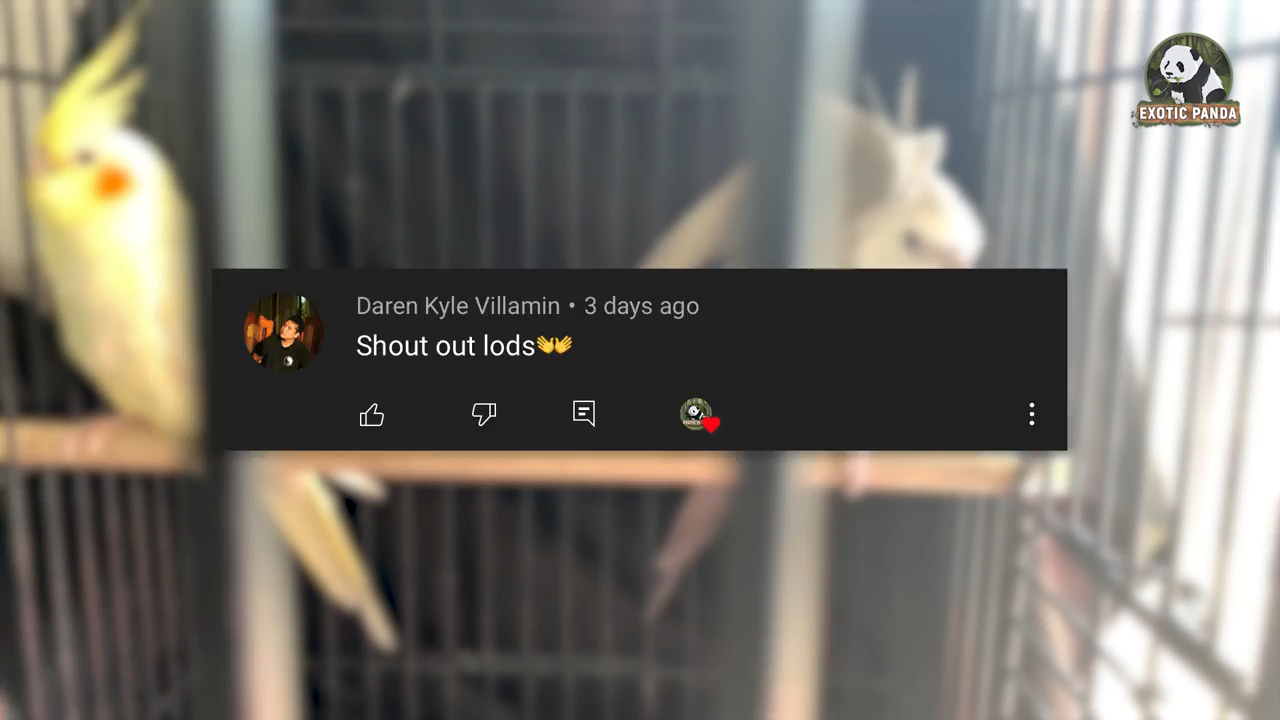 EXOTIC PANDA
Daren Kyle Villamin • 3 days ago
Shout out lods👐👐